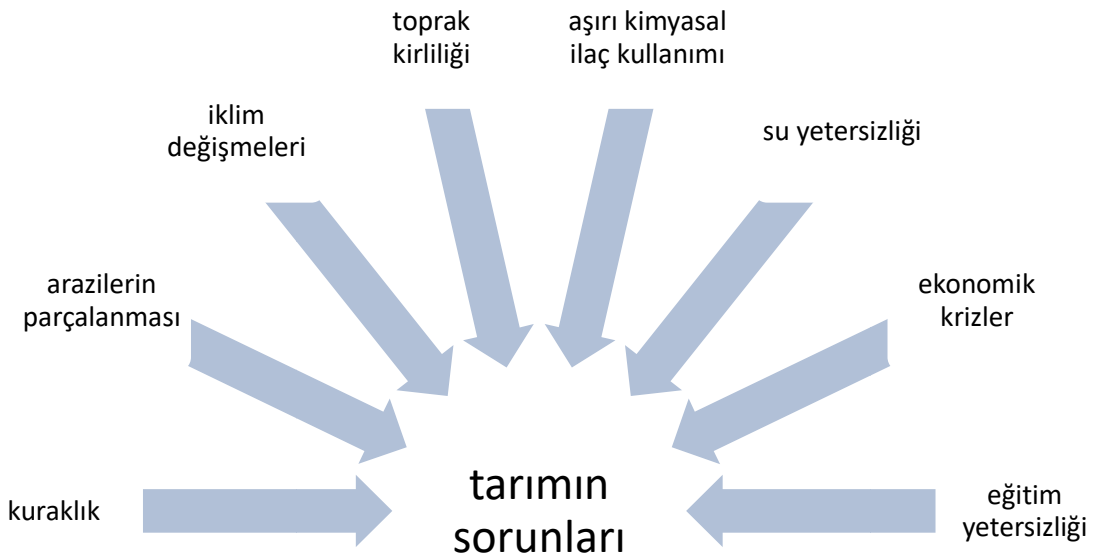 toprak
kirliliği
aşırı kimyasal
ilaç kullanımı
iklim
değişmeleri
su yetersizliği
arazilerin
parçalanması
ekonomik
krizler
kuraklık
tarımın
sorunları
eğitim
yetersizliği